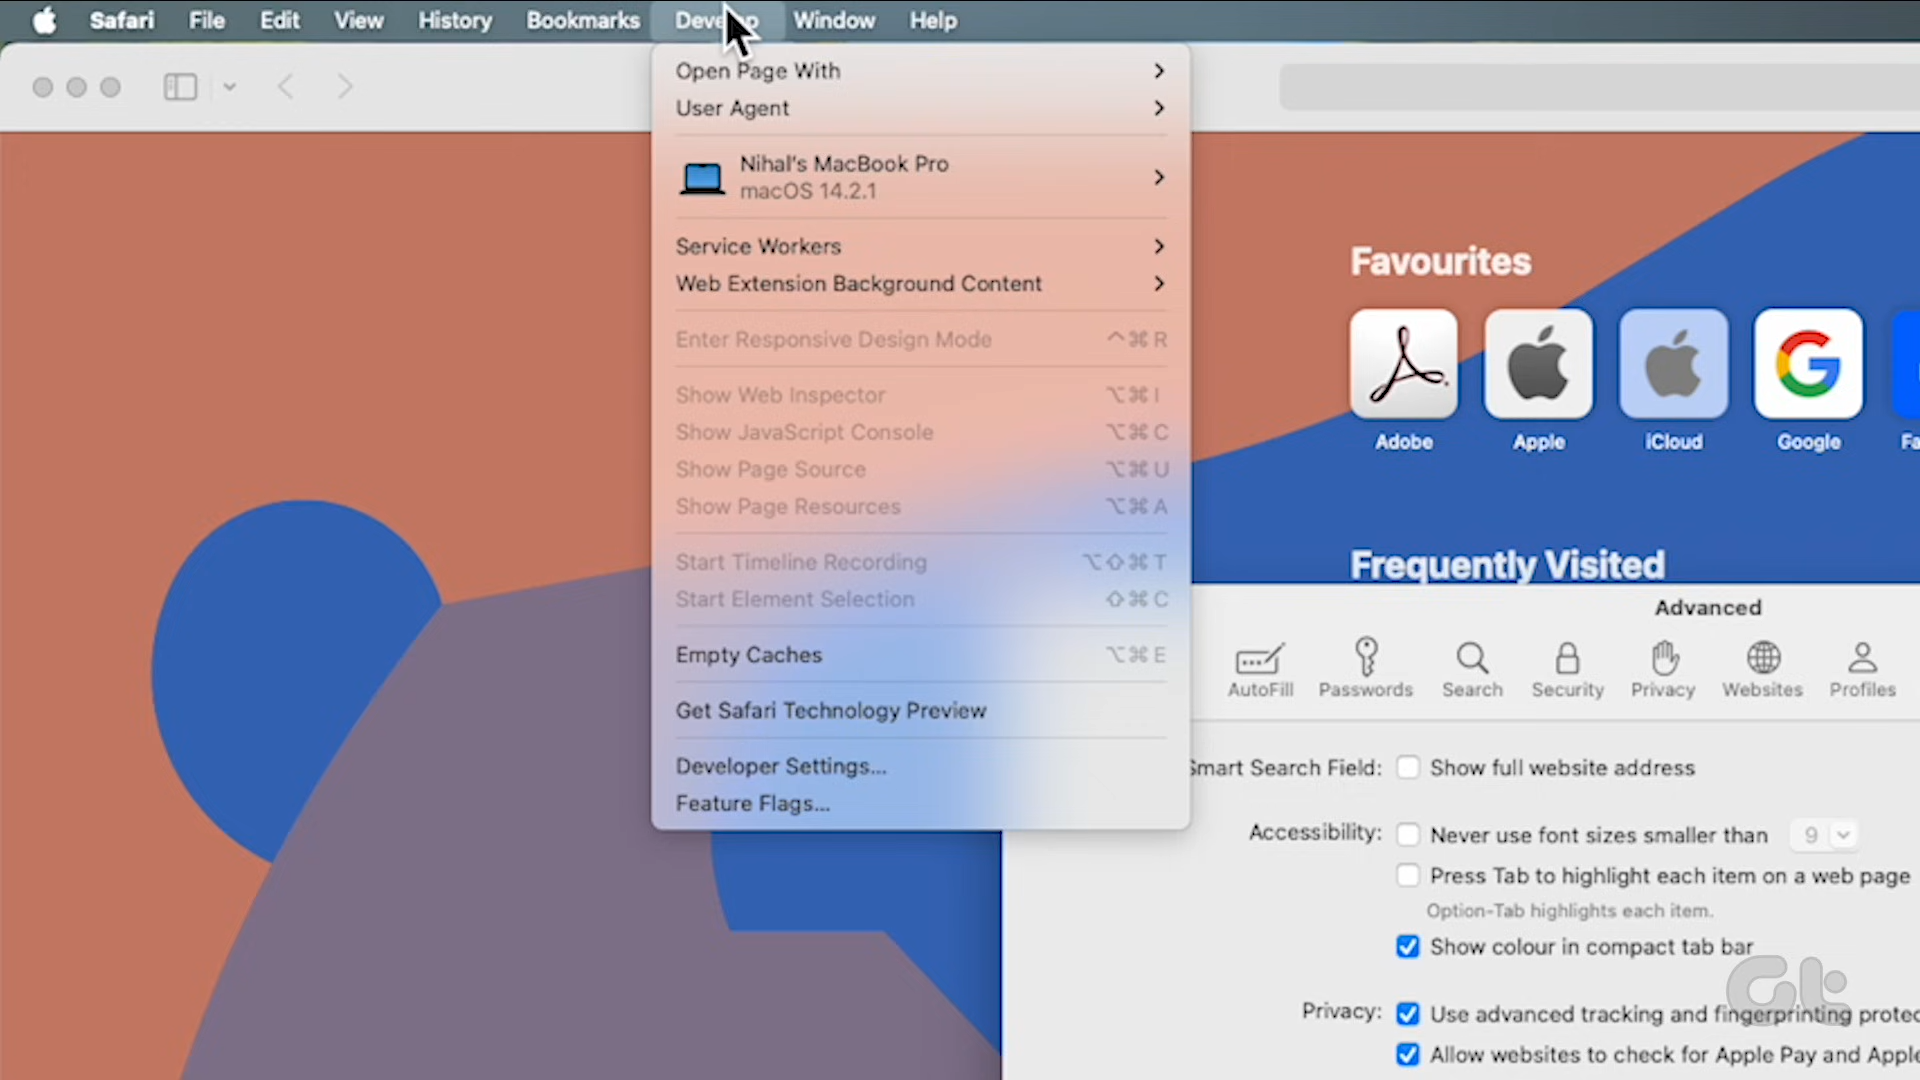 Safari File Edit View History Bookmarks Develop Window Help
Open Page With
User Agent
Nihal's MacBook Pro
macOS 14.2.1
Service Workers
Web Extension Background Content
Enter Responsive Design Mode ^⌘R
Show Web Inspector ⌥⌘I
Show JavaScript Console ⌥⌘C
Show Page Source ⌥⌘U
Show Page Resources ⌥⌘A
Start Timeline Recording ⌥⇧⌘T
Start Element Selection ⇧⌘C
Empty Caches ⌥⌘E
Get Safari Technology Preview
Developer Settings...
Feature Flags...
Favourites
Adobe Apple iCloud Google Fa
Frequently Visited
Advanced
AutoFill Passwords Search Security Privacy Websites Profiles
Smart Search Field: Show full website address
Accessibility: Never use font sizes smaller than 9
Press Tab to highlight each item on a web page
Option-Tab highlights each item.
Show colour in compact tab bar
Privacy: Use advanced tracking and fingerprinting protec
Allow websites to check for Apple Pay and Apple
Gt